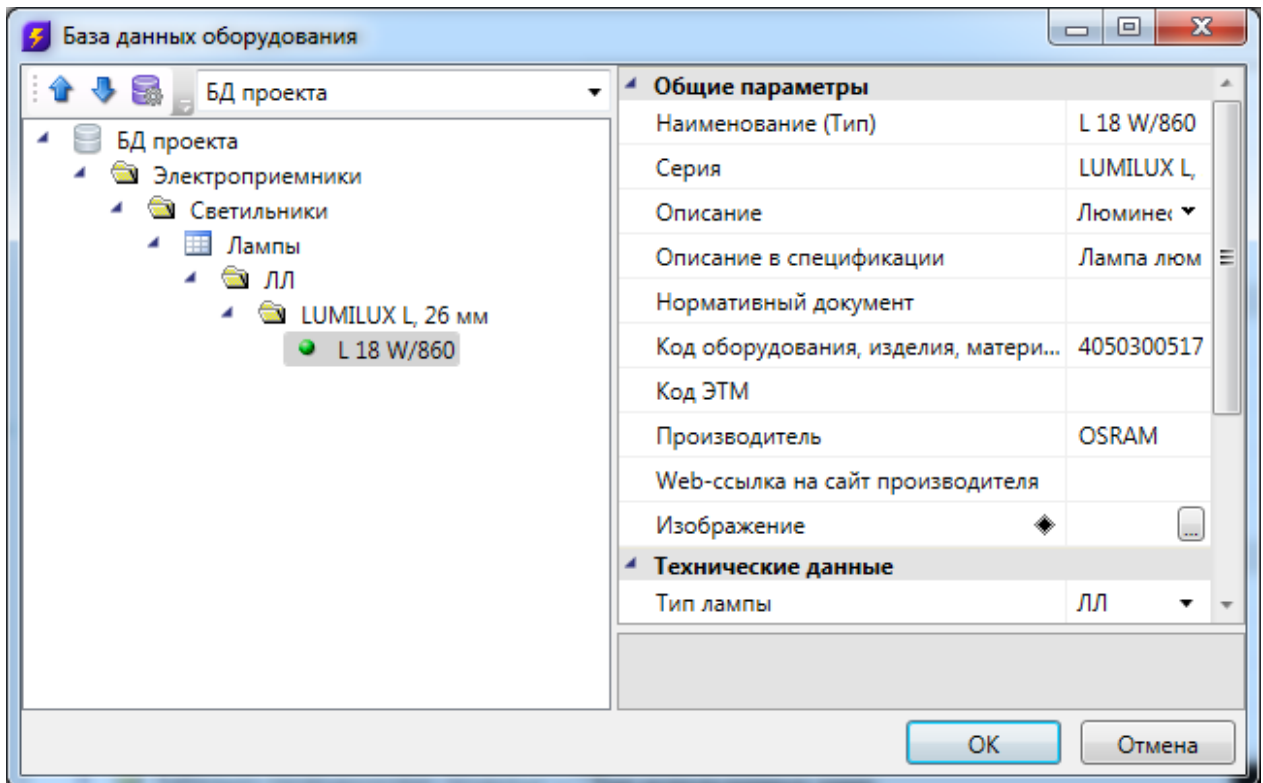 База данных оборудования
БД проекта
БД проекта
Электроприемники
Светильники
Лампы
ЛЛ
LUMILUX L, 26 мм
L 18 W/860
Общие параметры
Наименование (Тип) L 18 W/860
Серия LUMILUX L,
Описание Люминес
Описание в спецификации Лампа люм
Нормативный документ
Код оборудования, изделия, матери... 4050300517
Код ЭТМ
Производитель OSRAM
Web-ссылка на сайт производителя
Изображение ...
Технические данные
Тип лампы ЛЛ
OK Отмена